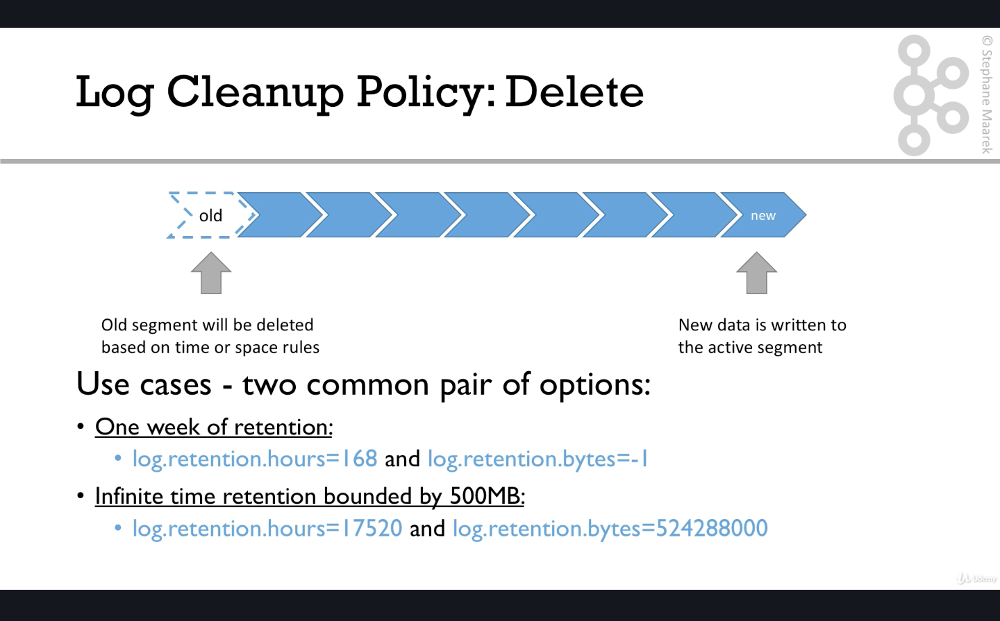 Log Cleanup Policy: Delete
© Stephane Maarek
old
new
Old segment will be deleted
based on time or space rules
New data is written to
the active segment
Use cases - two common pair of options:
• One week of retention:
• log.retention.hours=168 and log.retention.bytes=-1
• Infinite time retention bounded by 500MB:
• log.retention.hours=17520 and log.retention.bytes=524288000
Udemy